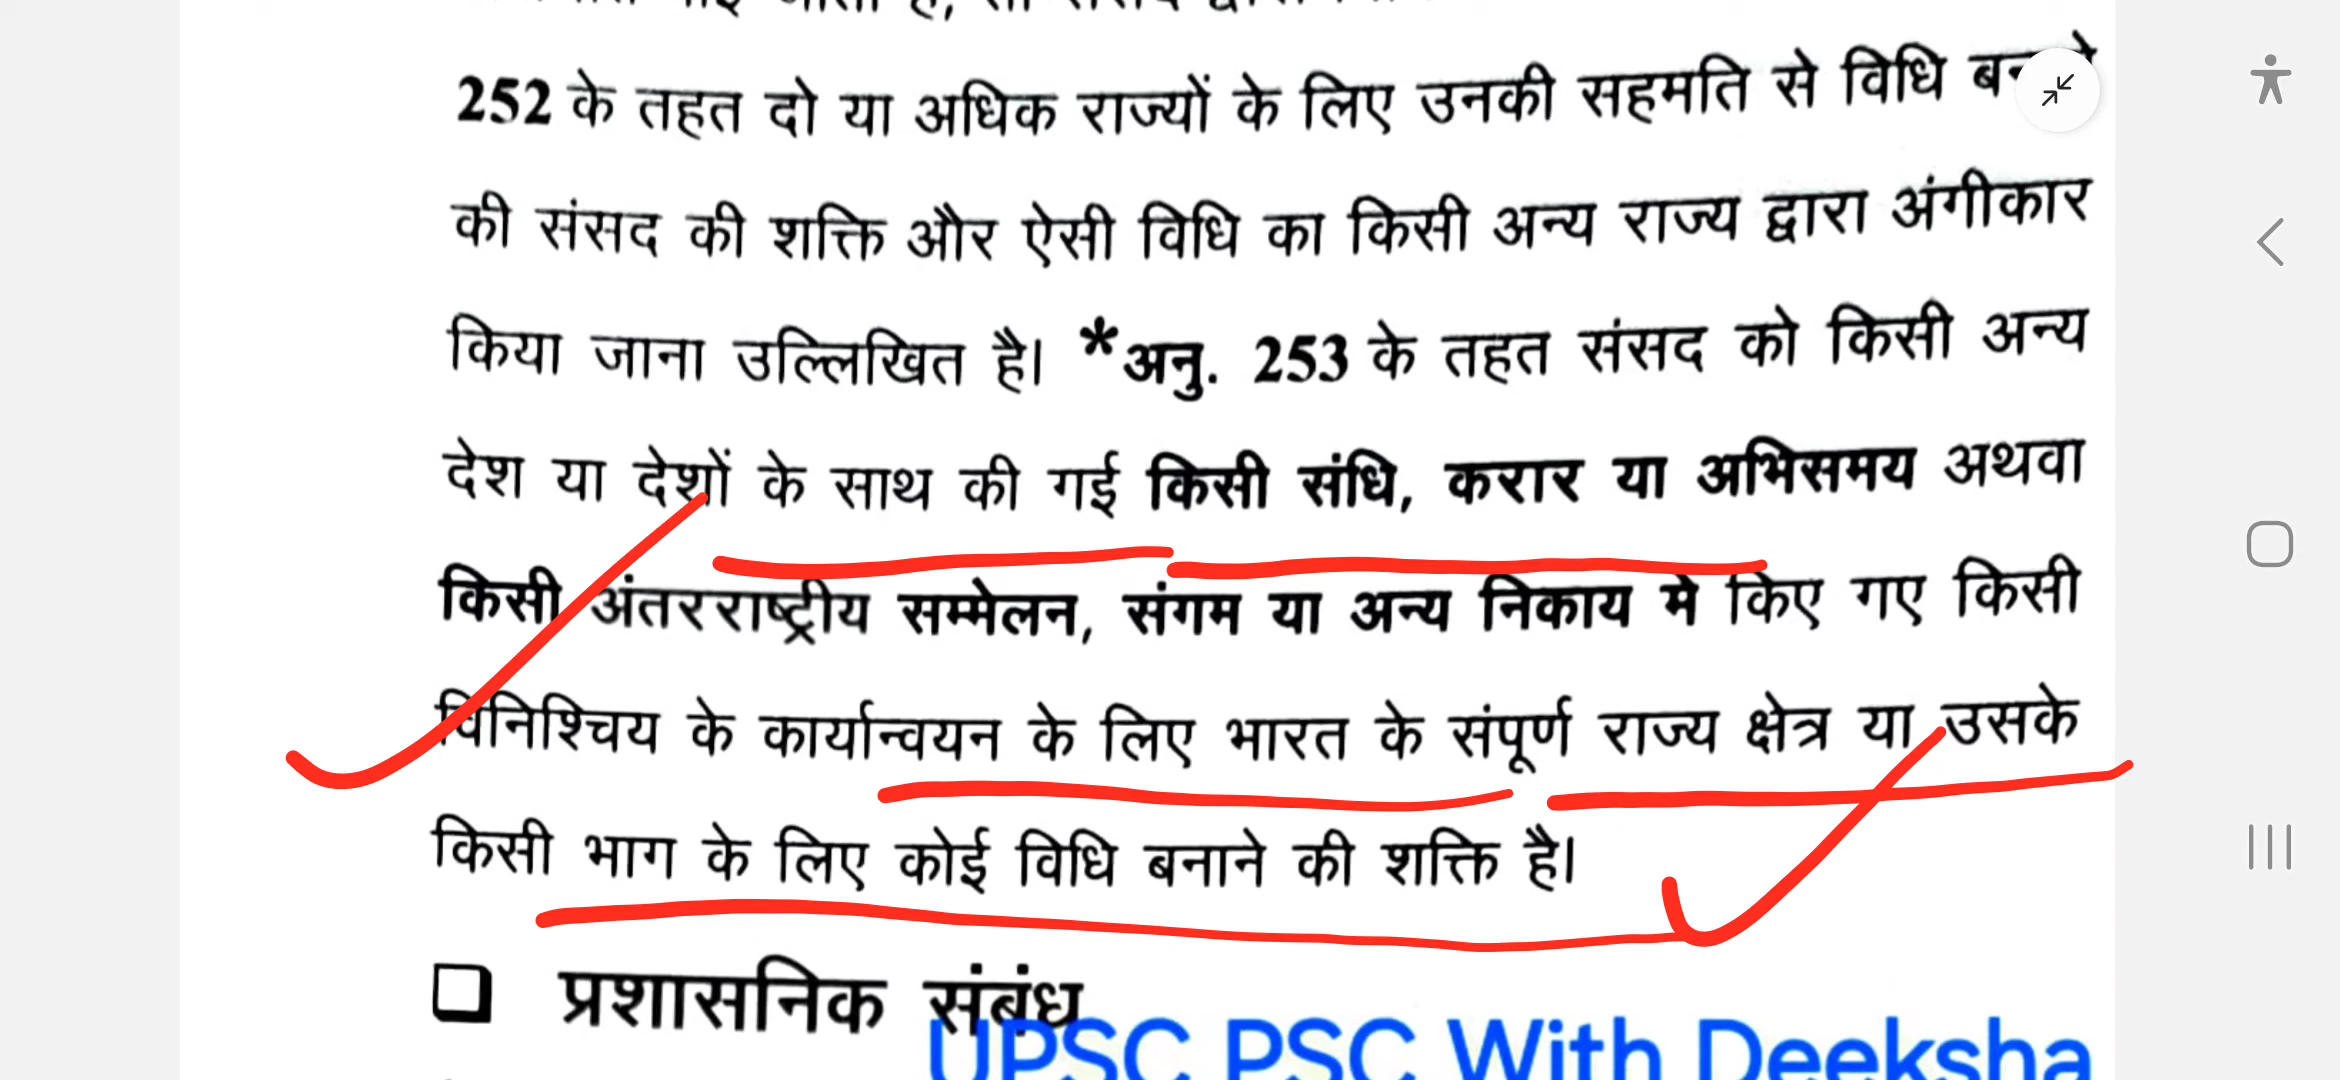 252 के तहत दो या अधिक राज्यों के लिए उनकी सहमति से विधि
की संसद की शक्ति और ऐसी विधि का किसी अन्य राज्य द्वारा अंगीकार
किया जाना उल्लिखित है। *अनु. 253 के तहत संसद को किसी अन्य
देश या देशों के साथ की गई किसी संधि, करार या अभिसमय अथवा
किसी अंतरराष्ट्रीय सम्मेलन, संगम या अन्य निकाय मे किए गए किसी
विनिश्चिय के कार्यान्वयन के लिए भारत के संपूर्ण राज्य क्षेत्र या उसके
किसी भाग के लिए कोई विधि बनाने की शक्ति है।
❑ प्रशासनिक संबंध
UPSC PSC With Deeksha